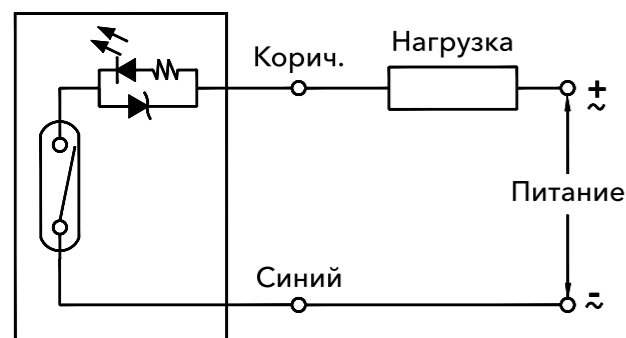 Нагрузка
Корич.
+
~
Питание
Синий
-
~